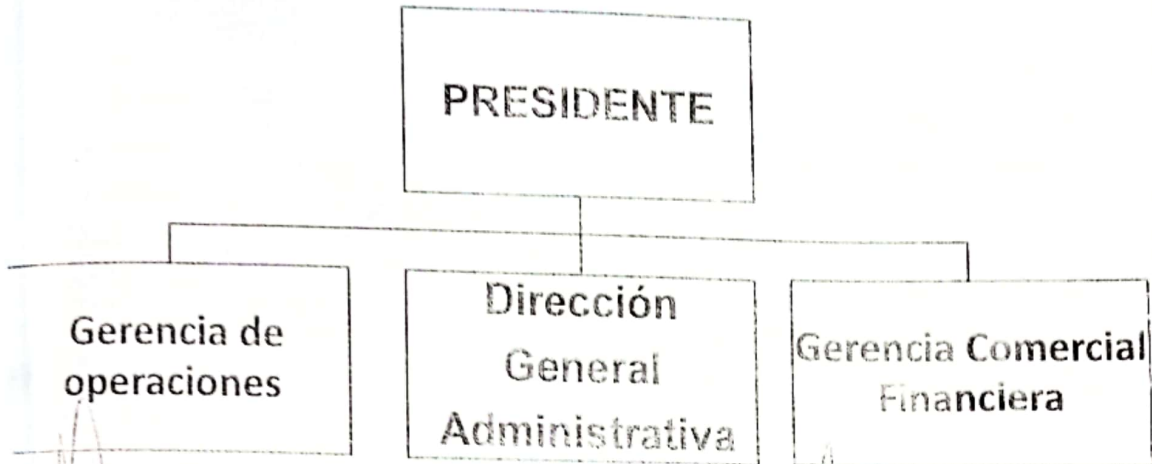 PRESIDENTE
Gerencia de
operaciones
Dirección
General
Administrativa
Gerencia Comercial
Financiera